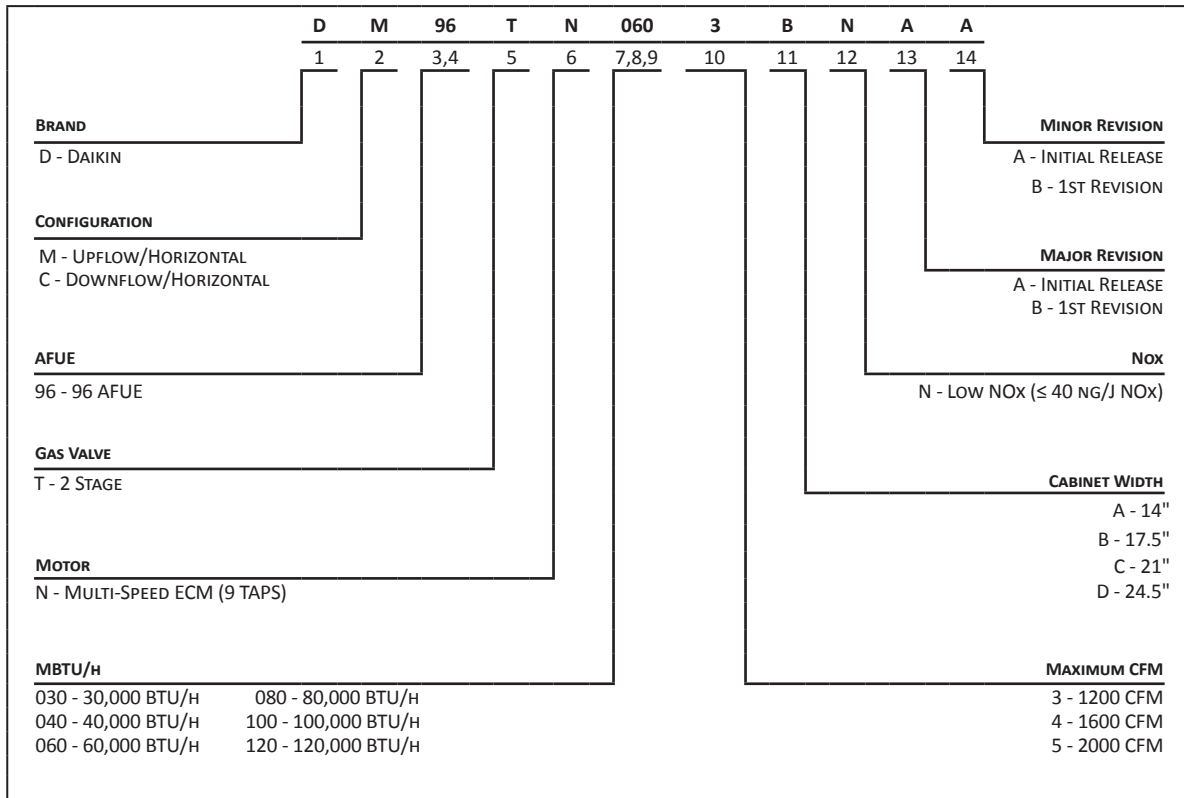 D M 96 T N 060 3 B N A A
1 2 3,4 5 6 7,8,9 10 11 12 13 14
BRAND
D - DAIKIN
MINOR REVISION
A - INITIAL RELEASE
B - 1ST REVISION
CONFIGURATION
M - UPFLOW/HORIZONTAL
C - DOWNFLOW/HORIZONTAL
MAJOR REVISION
A - INITIAL RELEASE
B - 1ST REVISION
AFUE
96 - 96 AFUE
NOX
N - LOW NOX (≤ 40 NG/J NOX)
GAS VALVE
T - 2 STAGE
CABINET WIDTH
A - 14"
B - 17.5"
C - 21"
D - 24.5"
MOTOR
N - MULTI-SPEED ECM (9 TAPS)
MBTU/H
030 - 30,000 BTU/H 080 - 80,000 BTU/H
040 - 40,000 BTU/H 100 - 100,000 BTU/H
060 - 60,000 BTU/H 120 - 120,000 BTU/H
MAXIMUM CFM
3 - 1200 CFM
4 - 1600 CFM
5 - 2000 CFM